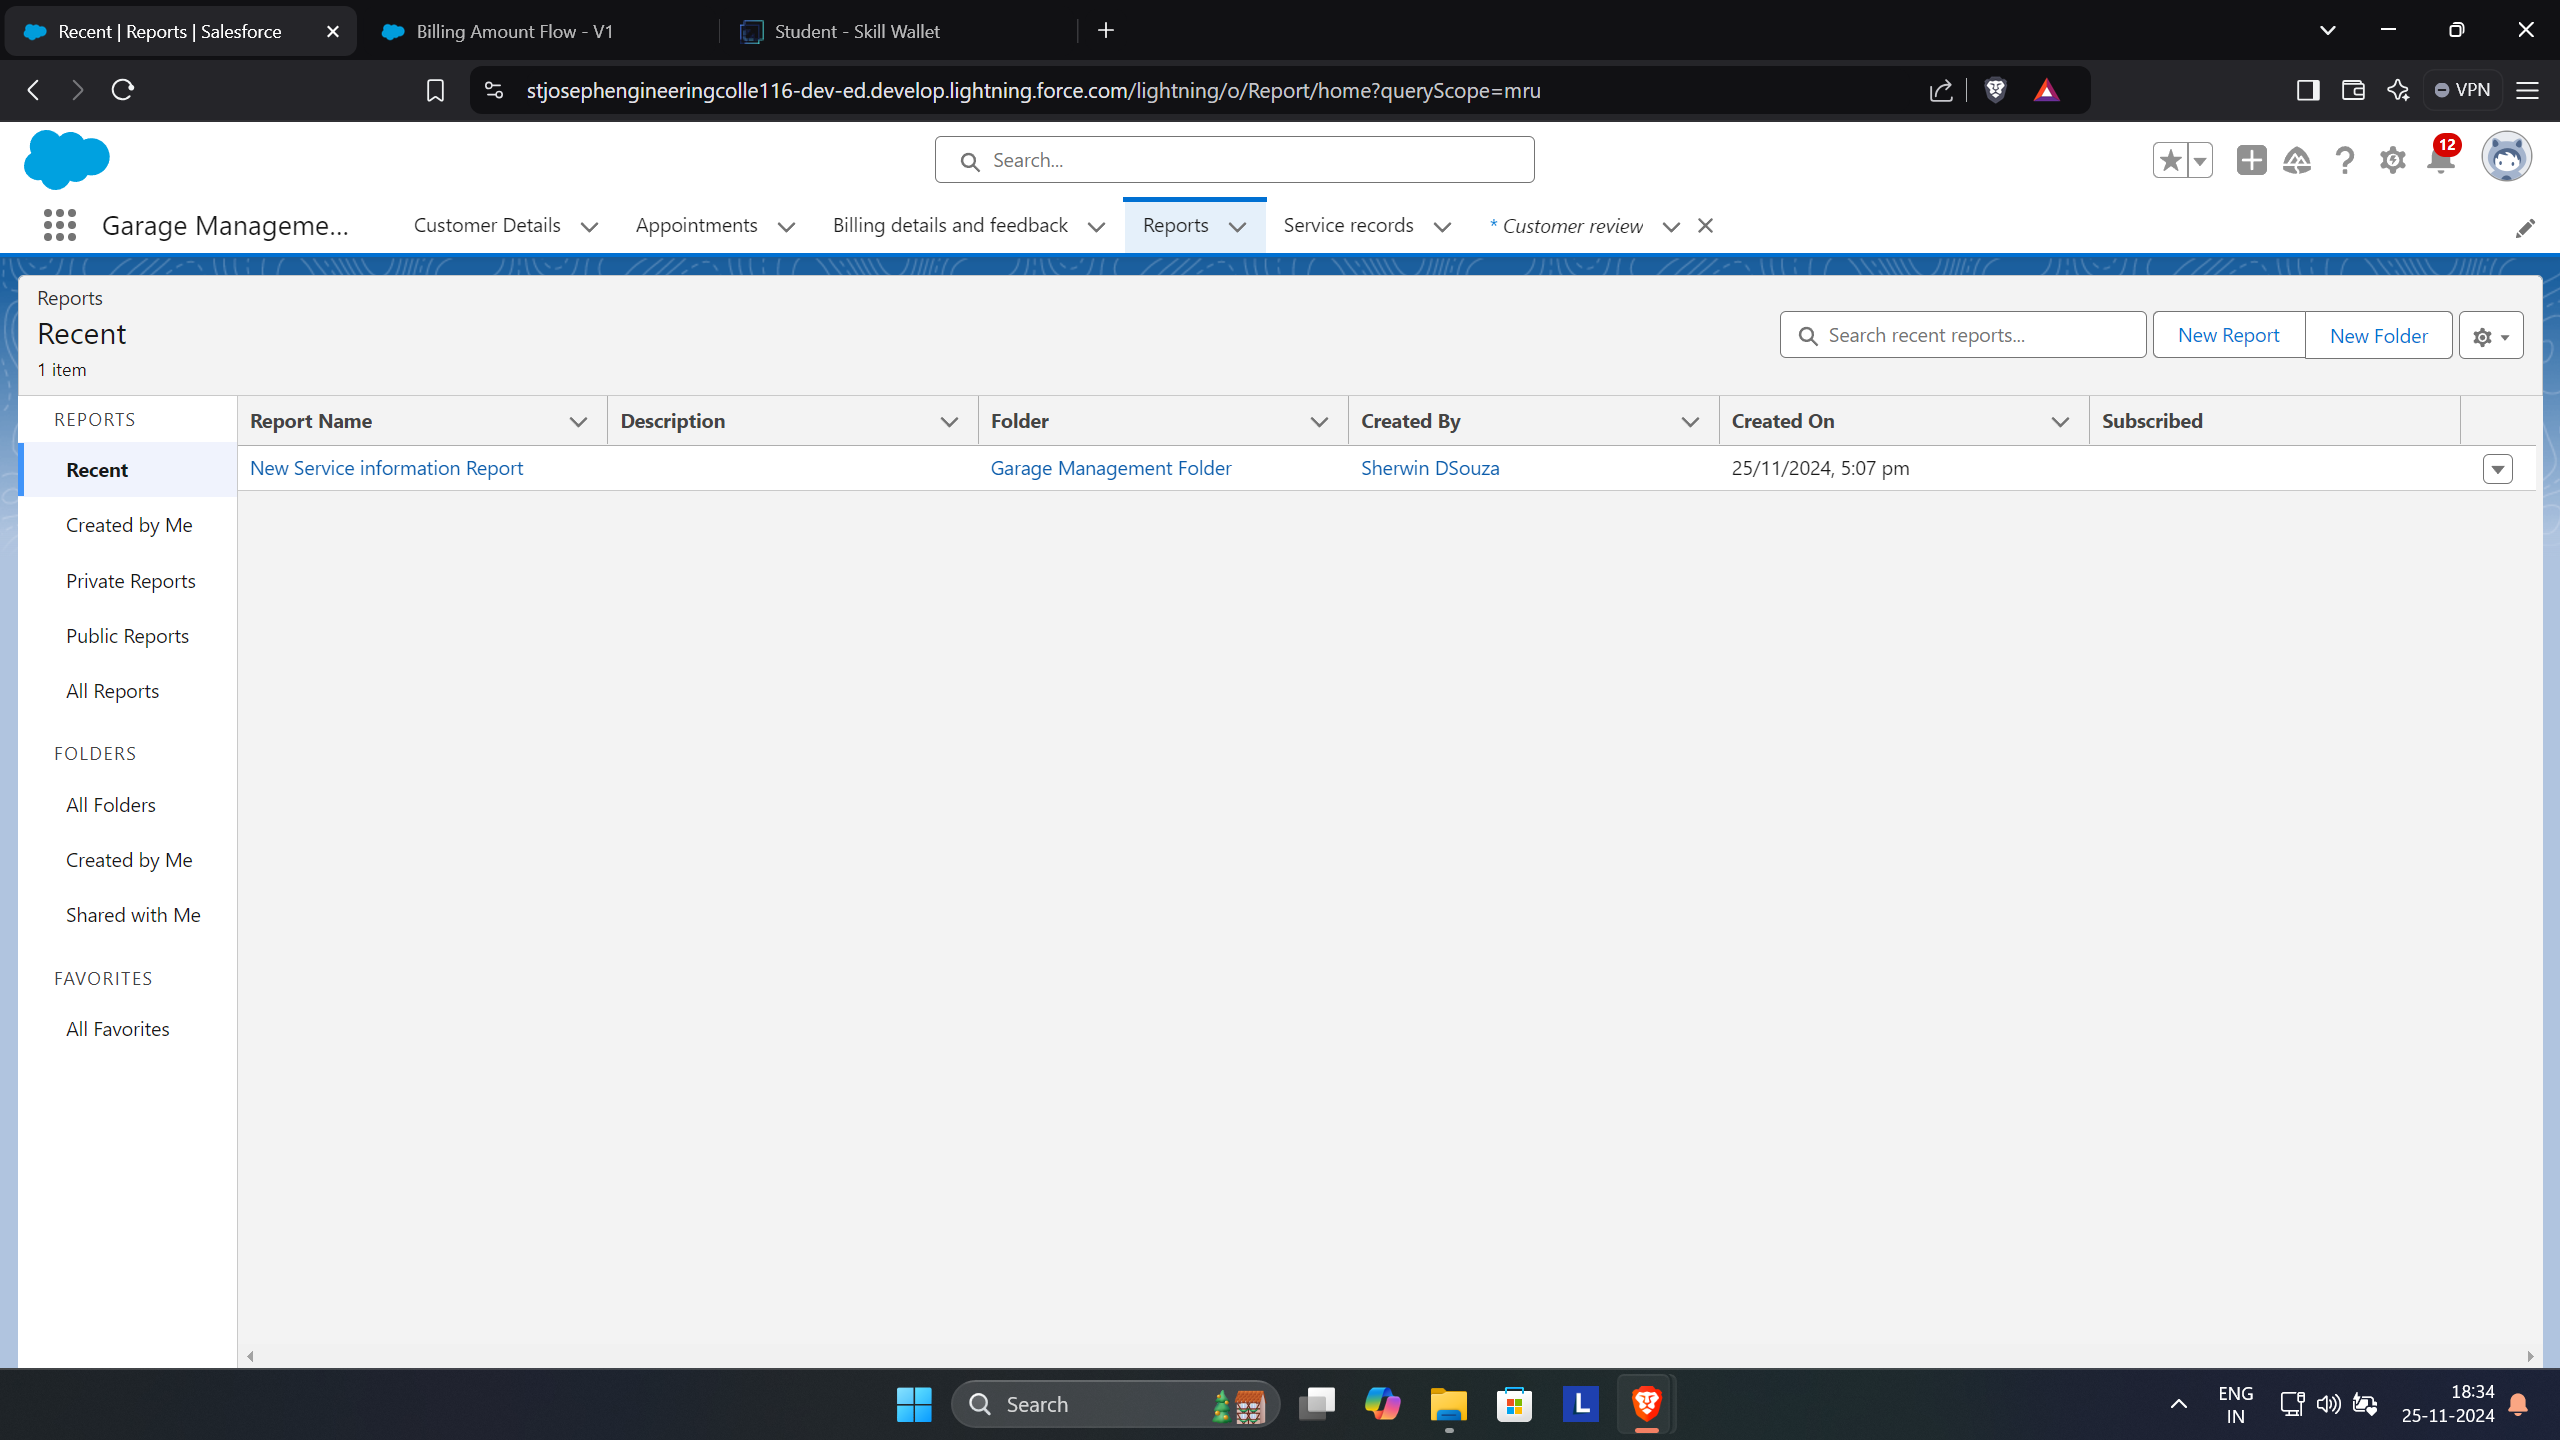 Recent | Reports | Salesforce
Billing Amount Flow - V1
Student - Skill Wallet
stjosephengineeringcolle116-dev-ed.develop.lightning.force.com/lightning/o/Report/home?queryScope=mru
VPN
Search...
12
Garage Manageme...
Customer Details
Appointments
Billing details and feedback
Reports
Service records
* Customer review
Reports
Recent
1 item
Search recent reports...
New Report
New Folder
REPORTS
Report Name
Description
Folder
Created By
Created On
Subscribed
Recent
New Service information Report
Garage Management Folder
Sherwin DSouza
25/11/2024, 5:07 pm
Created by Me
Private Reports
Public Reports
All Reports
FOLDERS
All Folders
Created by Me
Shared with Me
FAVORITES
All Favorites
Search
L
ENG
IN
18:34
25-11-2024